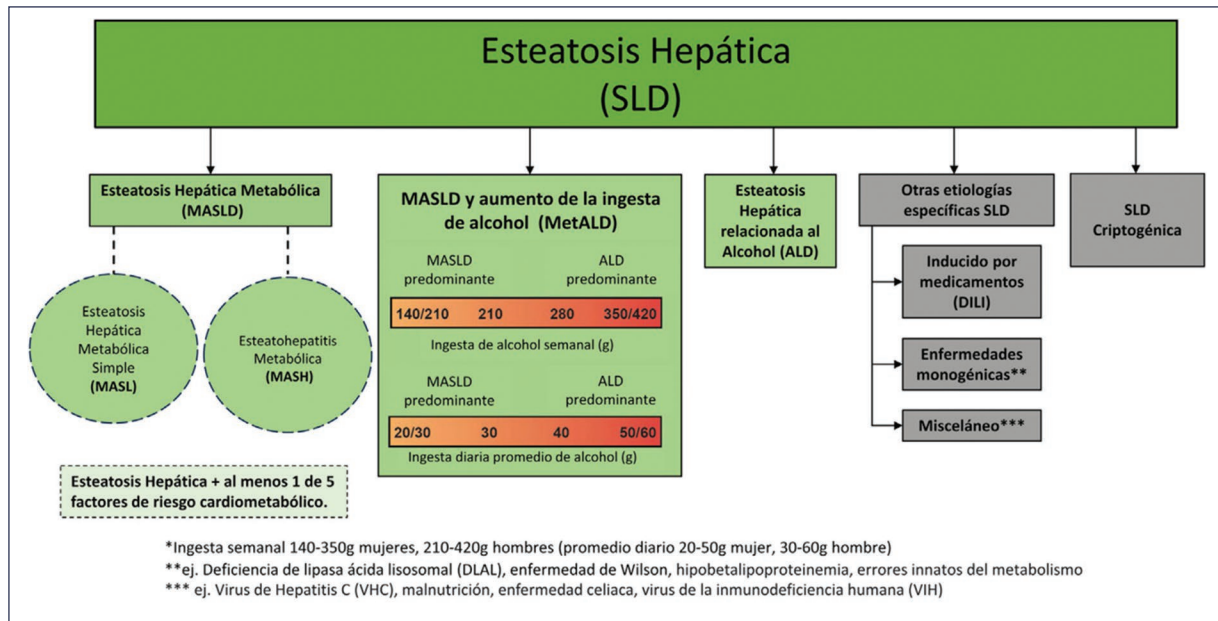 Esteatosis Hepática
(SLD)
Esteatosis Hepática Metabólica
(MASLD)
Esteatosis
Hepática
Metabólica
Simple
(MASL)
Esteatohepatitis
Metabólica
(MASH)
Esteatosis Hepática + al menos 1 de 5
factores de riesgo cardiometabólico.
MASLD y aumento de la ingesta
de alcohol (MetALD)
MASLD
predominante
ALD
predominante
140/210 210 280 350/420
Ingesta de alcohol semanal (g)
MASLD
predominante
ALD
predominante
20/30 30 40 50/60
Ingesta diaria promedio de alcohol (g)
Esteatosis
Hepática
relacionada al
Alcohol (ALD)
Otras etiologías
específicas SLD
Inducido por
medicamentos
(DILI)
Enfermedades
monogénicas**
Misceláneo***
SLD
Criptogénica
*Ingesta semanal 140-350g mujeres, 210-420g hombres (promedio diario 20-50g mujer, 30-60g hombre)
**ej. Deficiencia de lipasa ácida lisosomal (DLAL), enfermedad de Wilson, hipobetalipoproteinemia, errores innatos del metabolismo
*** ej. Virus de Hepatitis C (VHC), malnutrición, enfermedad celiaca, virus de la inmunodeficiencia humana (VIH)